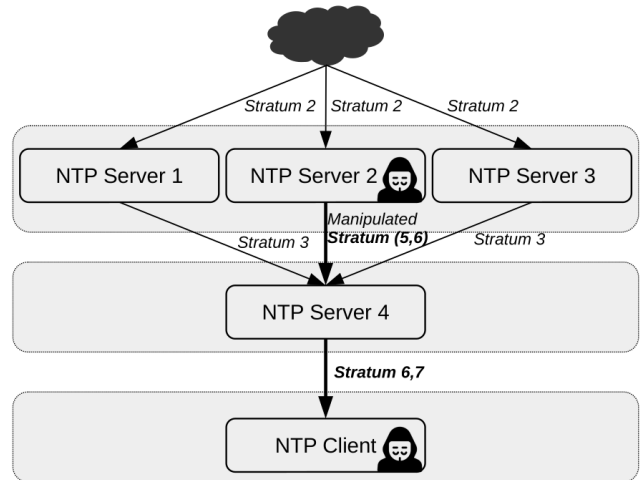 Stratum 2
Stratum 2
Stratum 2
NTP Server 1
NTP Server 2
NTP Server 3
Manipulated
Stratum (5,6)
Stratum 3
Stratum 3
NTP Server 4
Stratum 6,7
NTP Client